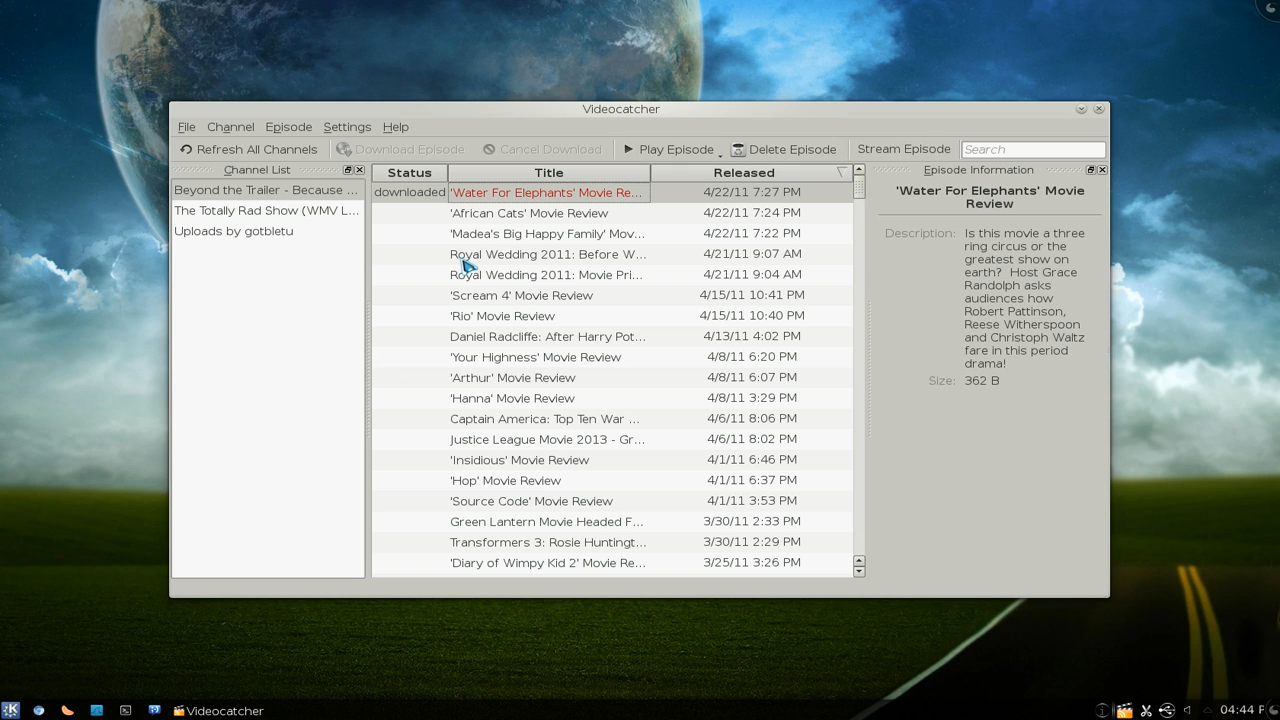 Videocatcher
File Channel Episode Settings Help
Refresh All Channels Download Episode Cancel Download Play Episode Delete Episode Stream Episode Search
Channel List
Beyond the Trailer - Because ...
The Totally Rad Show (WMV L...
Uploads by gotbletu
Status Title Released
downloaded 'Water For Elephants' Movie Re... 4/22/11 7:27 PM
'African Cats' Movie Review 4/22/11 7:24 PM
'Madea's Big Happy Family' Mov... 4/22/11 7:22 PM
Royal Wedding 2011: Before W... 4/21/11 9:07 AM
Royal Wedding 2011: Movie Pri... 4/21/11 9:04 AM
'Scream 4' Movie Review 4/15/11 10:41 PM
'Rio' Movie Review 4/15/11 10:40 PM
Daniel Radcliffe: After Harry Pot... 4/13/11 4:02 PM
'Your Highness' Movie Review 4/8/11 6:20 PM
'Arthur' Movie Review 4/8/11 6:07 PM
'Hanna' Movie Review 4/8/11 3:29 PM
Captain America: Top Ten War ... 4/6/11 8:06 PM
Justice League Movie 2013 - Gr... 4/6/11 8:02 PM
'Insidious' Movie Review 4/1/11 6:46 PM
'Hop' Movie Review 4/1/11 6:37 PM
'Source Code' Movie Review 4/1/11 3:53 PM
Green Lantern Movie Headed F... 3/30/11 2:33 PM
Transformers 3: Rosie Huntingt... 3/30/11 2:29 PM
'Diary of Wimpy Kid 2' Movie Re... 3/25/11 3:26 PM
Episode Information
'Water For Elephants' Movie
Review
Description: Is this movie a three
ring circus or the
greatest show on
earth? Host Grace
Randolph asks
audiences how
Robert Pattinson,
Reese Witherspoon
and Christoph Waltz
fare in this period
drama!
Size: 362 B
Videocatcher 04:44 P